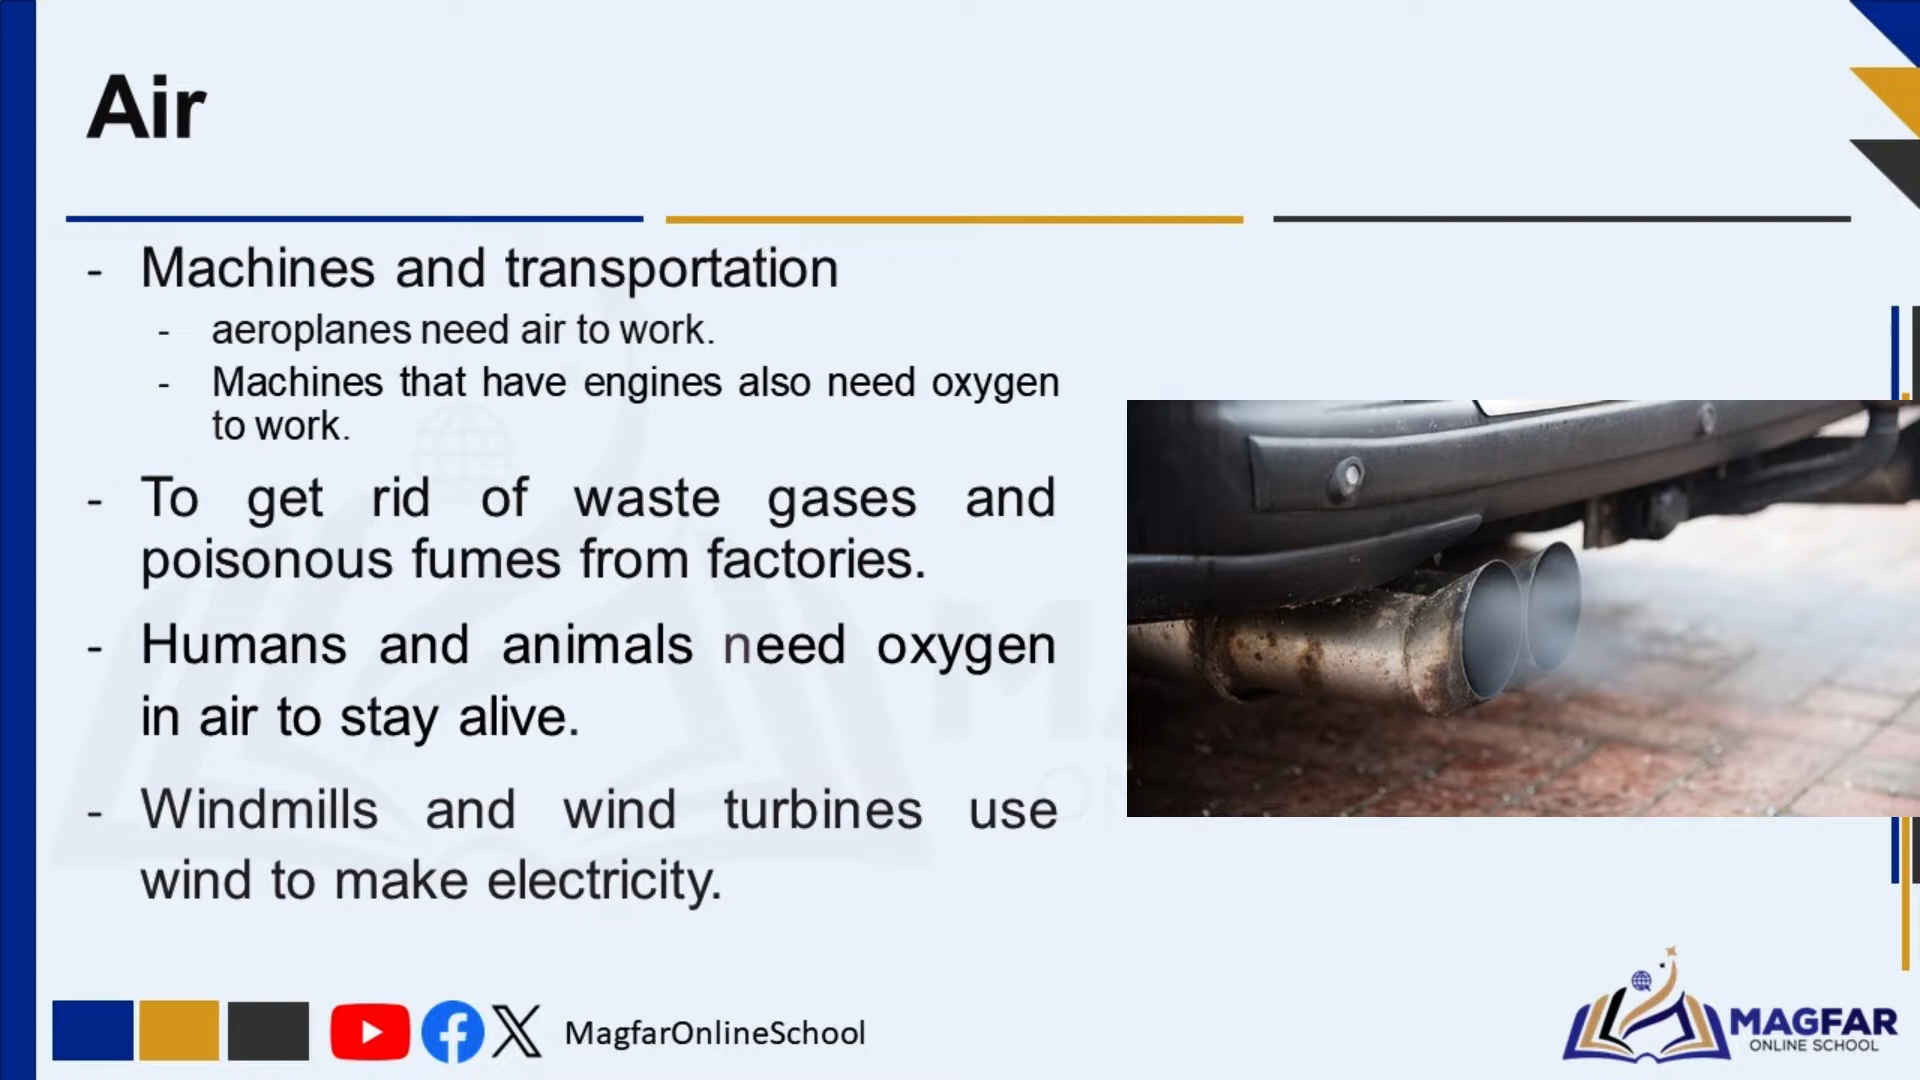 Air
- Machines and transportation
- aeroplanes need air to work.
- Machines that have engines also need oxygen
to work.
- To get rid of waste gases and
poisonous fumes from factories.
- Humans and animals need oxygen
in air to stay alive.
- Windmills and wind turbines use
wind to make electricity.
MagfarOnlineSchool
MAGFAR
ONLINE SCHOOL